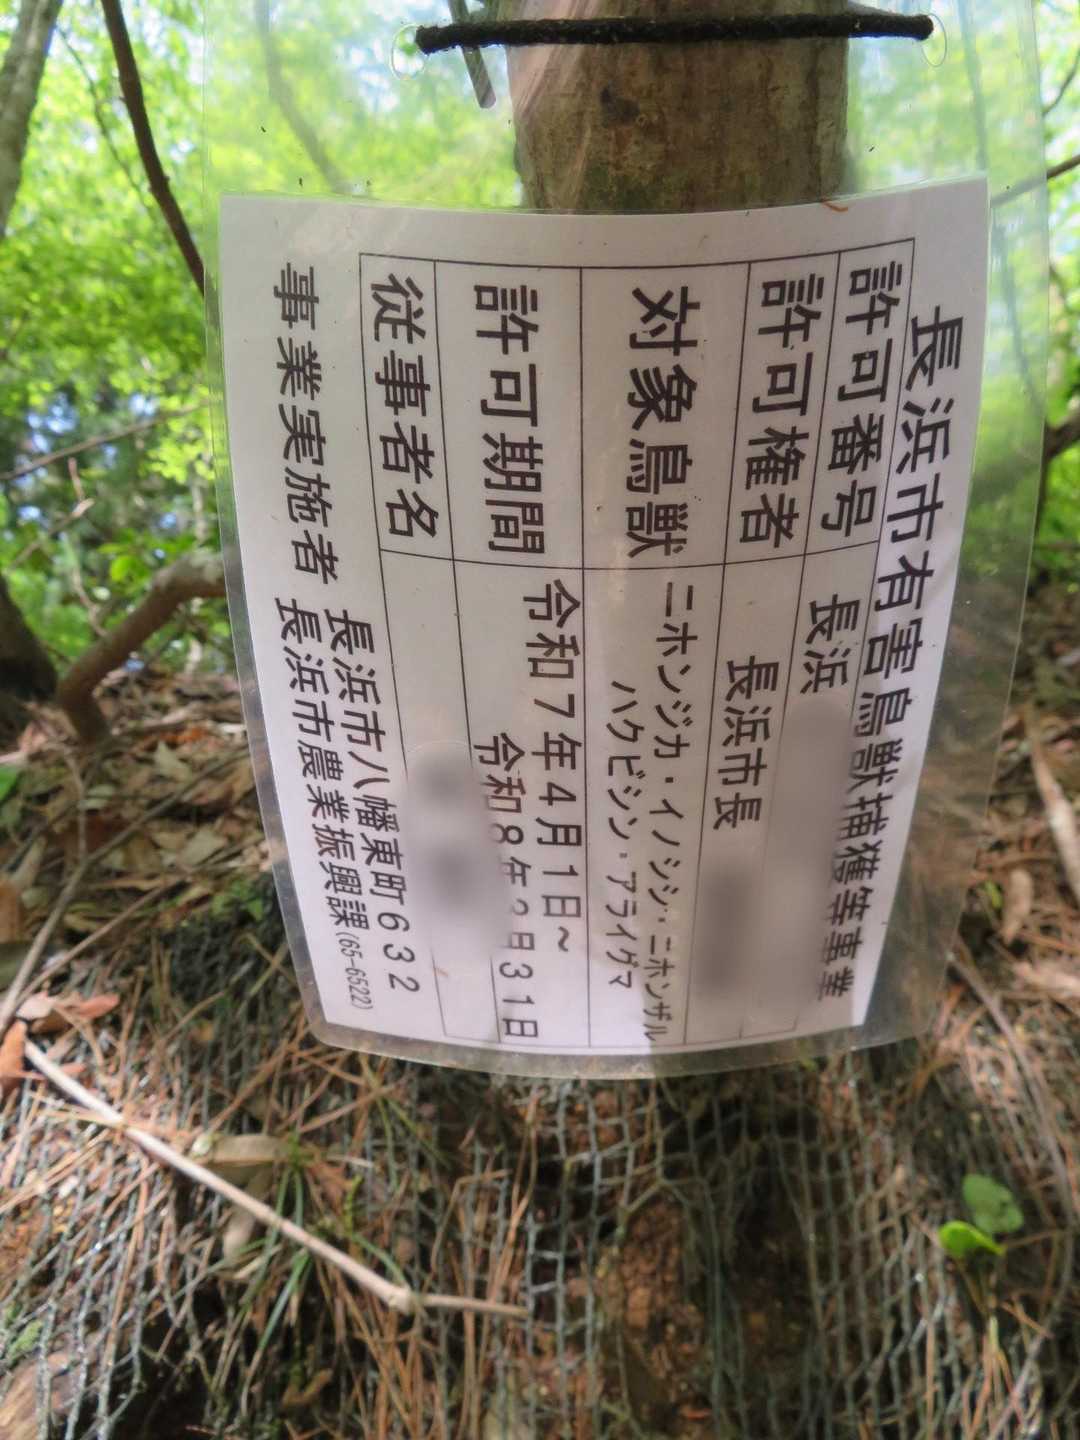 長浜市有害鳥獣捕獲等事業
許可番号 長浜
許可権者 長浜市長
対象鳥獣 ニホンジカ・イノシシ・ニホンザル
ハクビシン・アライグマ
許可期間 令和7年4月1日~
令和8年3月31日
従事者名
事業実施者 長浜市八幡東町632
長浜市農業振興課(65-6522)